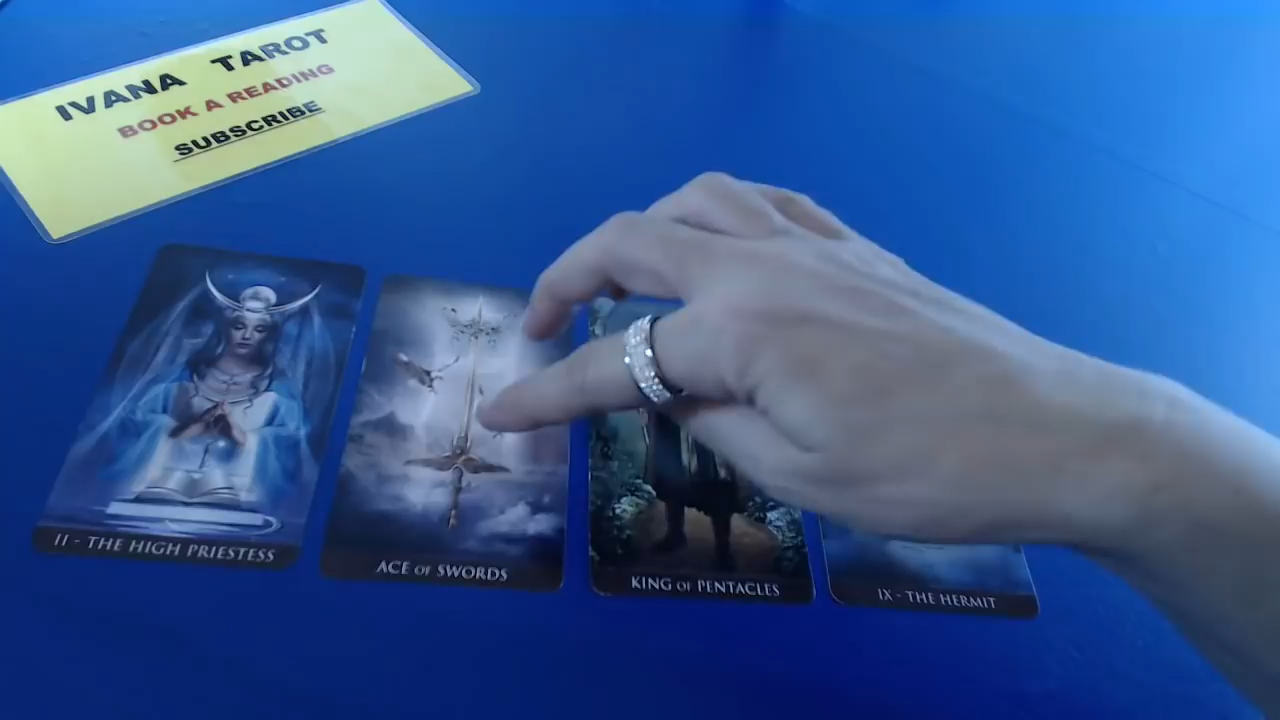 IVANA TAROT
BOOK A READING
SUBSCRIBE
II - THE HIGH PRIESTESS
ACE OF SWORDS
KING OF PENTACLES
IX - THE HERMIT